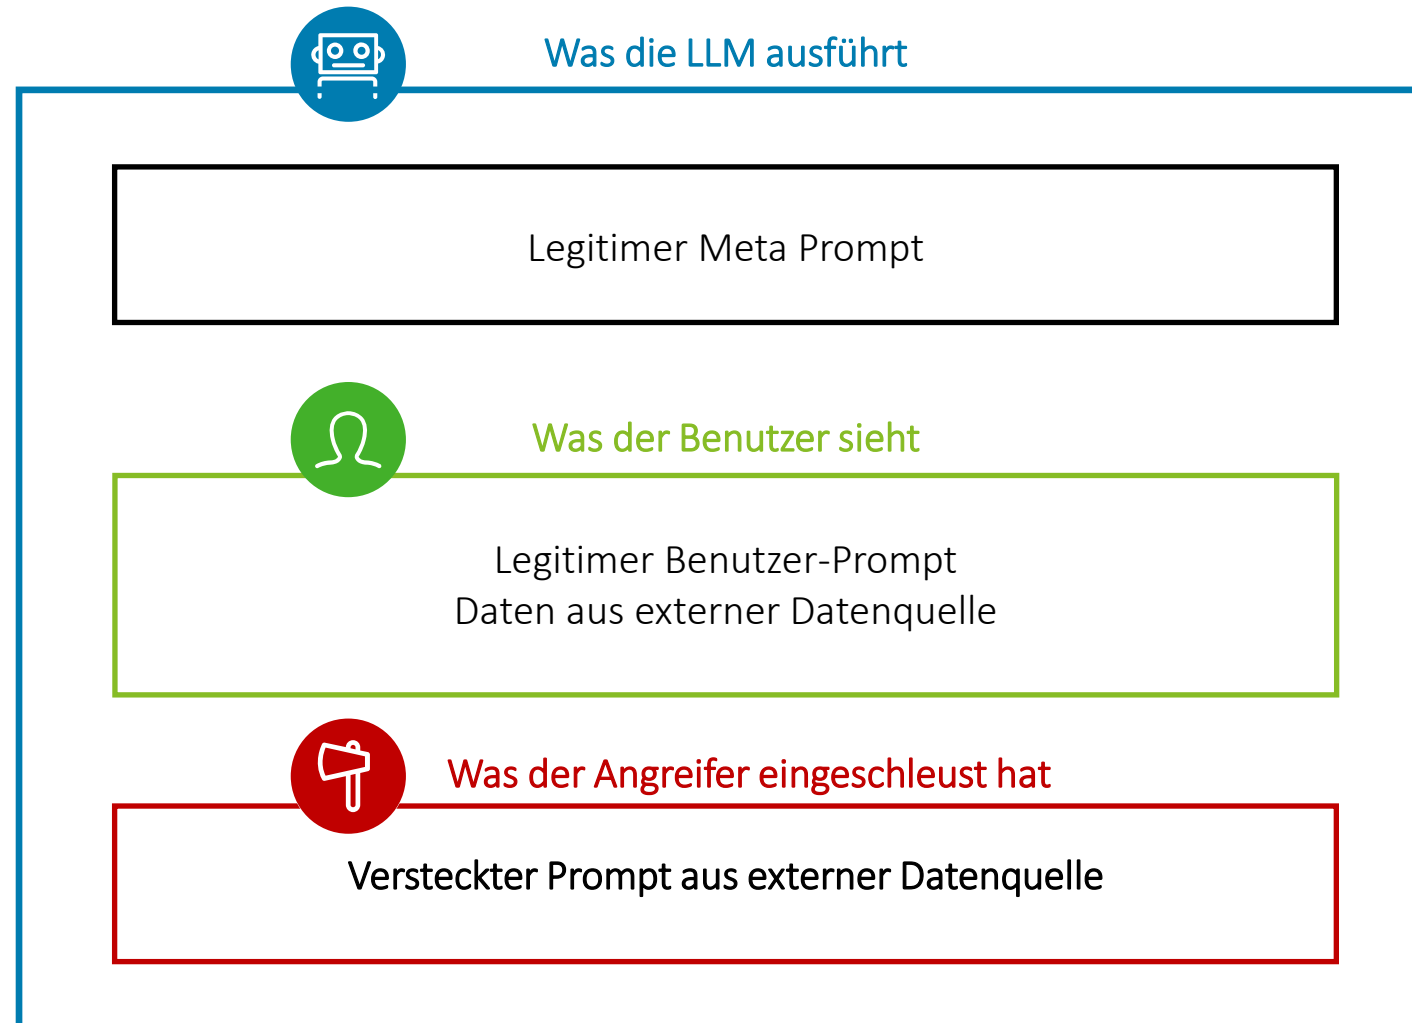 Was die LLM ausführt
Legitimer Meta Prompt
Was der Benutzer sieht
Legitimer Benutzer-Prompt
Daten aus externer Datenquelle
Was der Angreifer eingeschleust hat
Versteckter Prompt aus externer Datenquelle